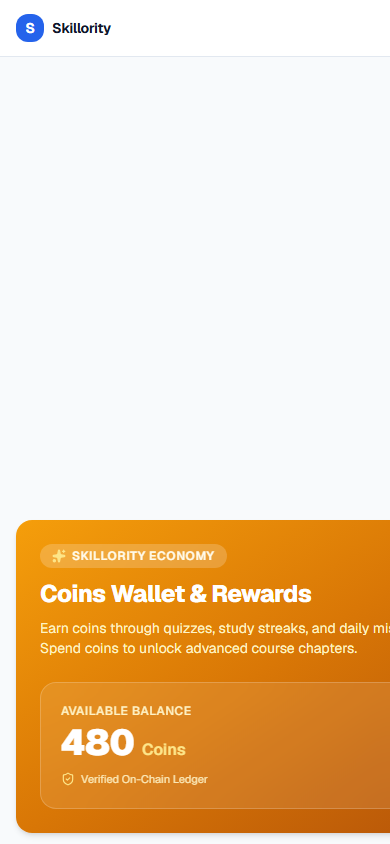 S Skillority
SKILLORITY ECONOMY
Coins Wallet & Rewards
Earn coins through quizzes, study streaks, and daily mis
Spend coins to unlock advanced course chapters.
AVAILABLE BALANCE
480 Coins
Verified On-Chain Ledger